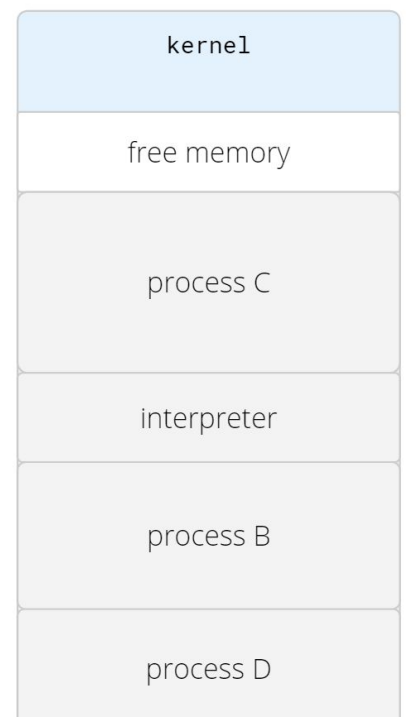 kernel
free memory
process C
interpreter
process B
process D